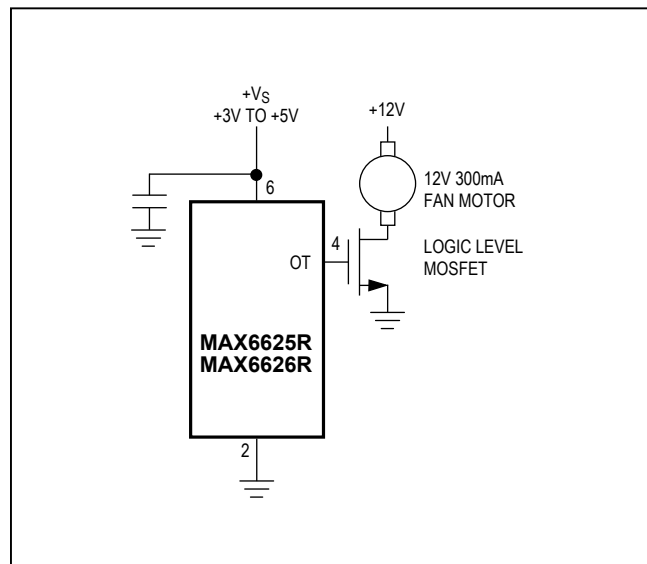 +VS
+3V TO +5V
+12V
6
12V 300mA
FAN MOTOR
4
OT
LOGIC LEVEL
MOSFET
MAX6625R
MAX6626R
2